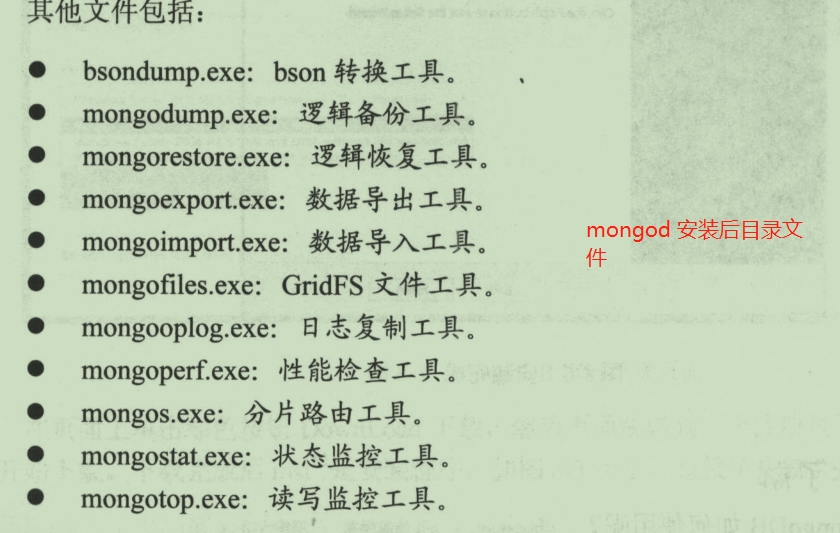 其他文件包括：
● bsondump.exe：bson 转换工具。
● mongodump.exe：逻辑备份工具。
● mongorestore.exe：逻辑恢复工具。
● mongoexport.exe：数据导出工具。
● mongoimport.exe：数据导入工具。
mongod 安装后目录文
件
● mongofiles.exe：GridFS 文件工具。
● mongooplog.exe：日志复制工具。
● mongoperf.exe：性能检查工具。
● mongos.exe：分片路由工具。
● mongostat.exe：状态监控工具。
● mongotop.exe：读写监控工具。